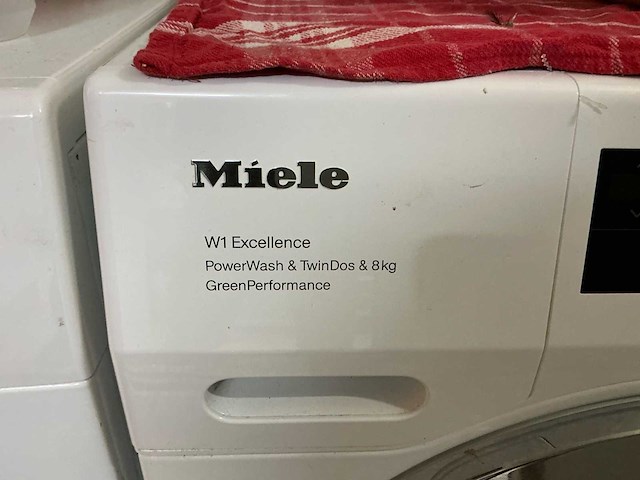 Miele
W1 Excellence
PowerWash & TwinDos & 8kg
GreenPerformance